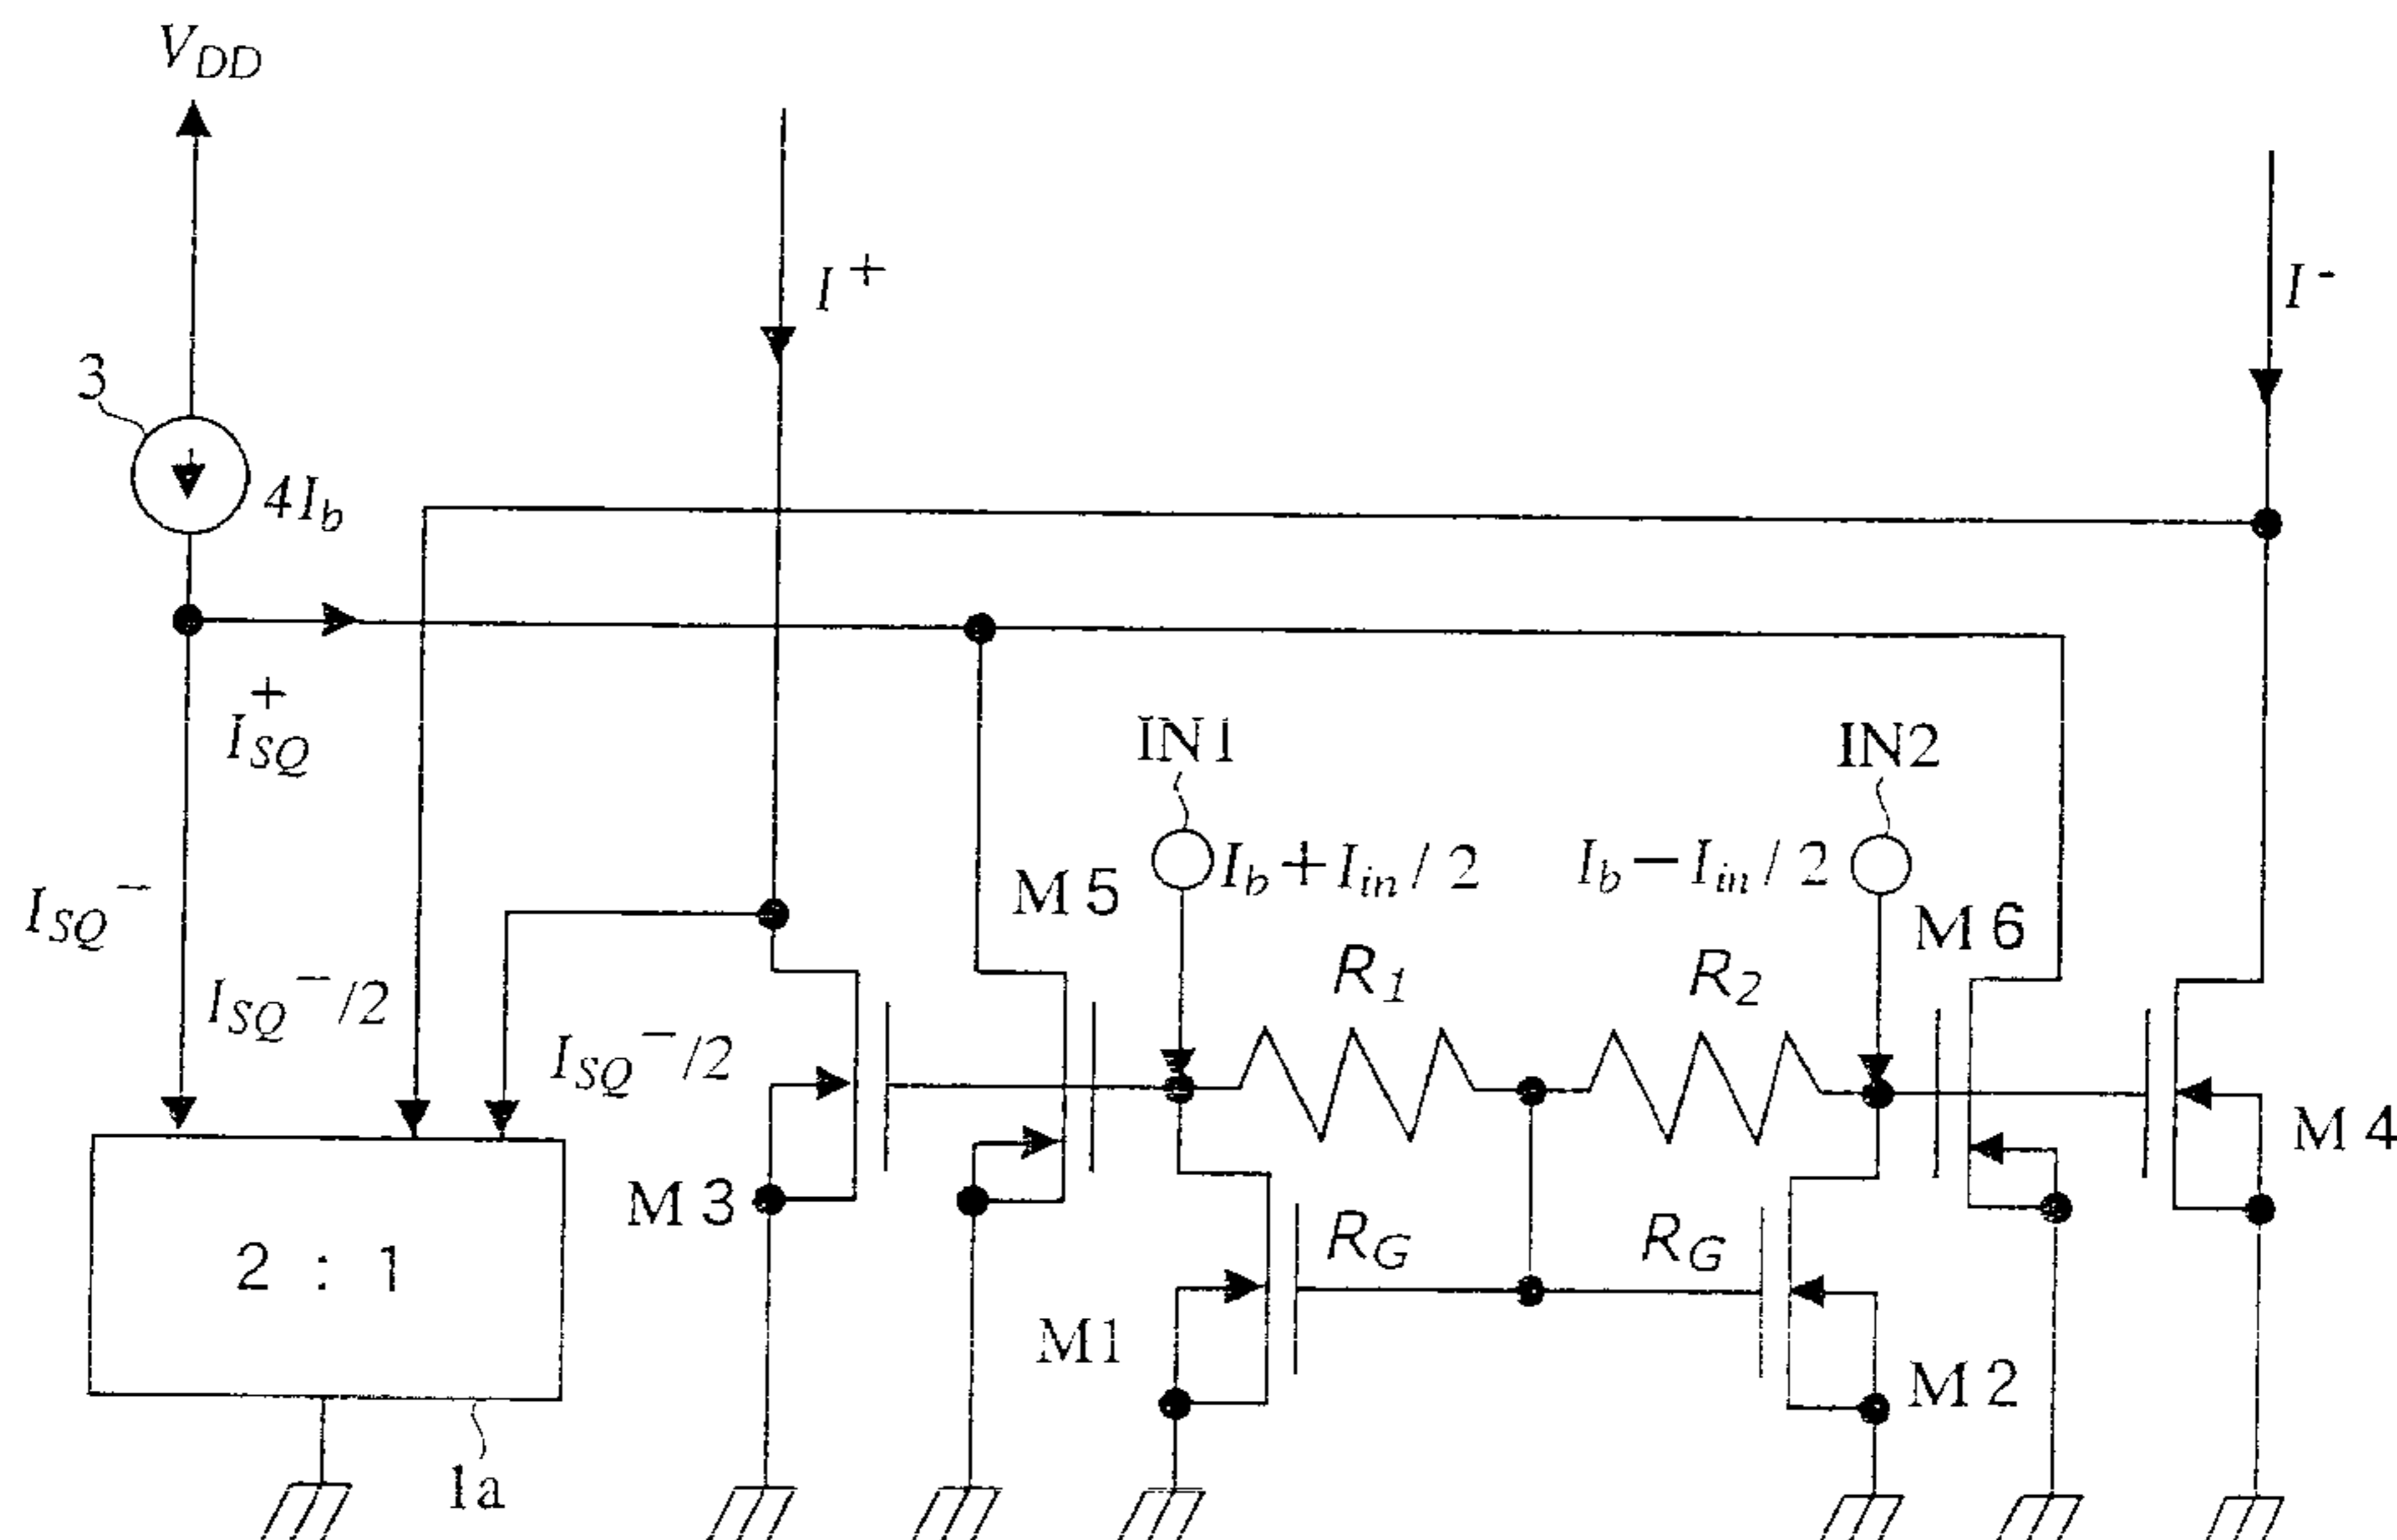 V_DD
I^+
I^-
3
4I_b
I_SQ^+
IN1
IN2
I_b+I_in/2
I_b−I_in/2
M5
M6
I_SQ^-
R_1
R_2
I_SQ^-/2
I_SQ^-/2
M4
M3
R_G
R_G
2 : 1
M1
M2
1a